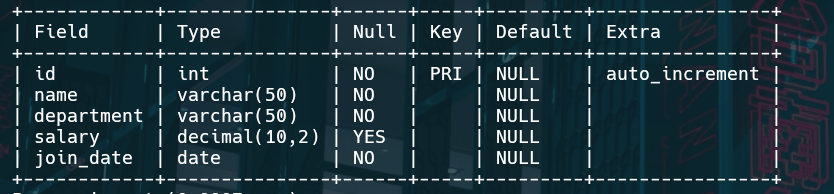 +------------+---------------+------+-----+---------+----------------+
| Field      | Type          | Null | Key | Default | Extra          |
+------------+---------------+------+-----+---------+----------------+
| id         | int           | NO   | PRI | NULL    | auto_increment |
| name       | varchar(50)   | NO   |     | NULL    |                |
| department | varchar(50)   | NO   |     | NULL    |                |
| salary     | decimal(10,2) | YES  |     | NULL    |                |
| join_date  | date          | NO   |     | NULL    |                |
+------------+---------------+------+-----+---------+----------------+